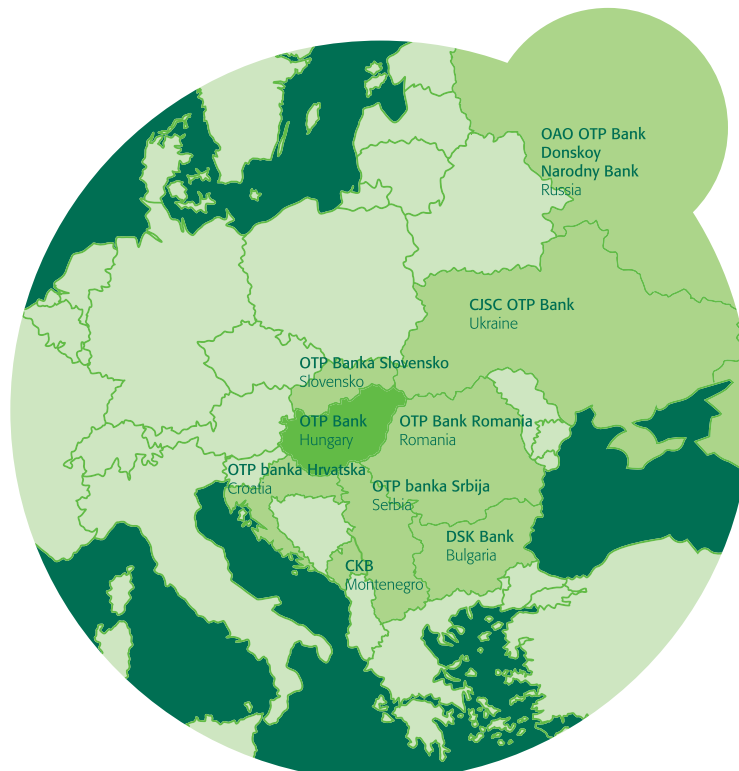 OAO OTP Bank
Donskoy
Narodny Bank
Russia
CJSC OTP Bank
Ukraine
OTP Banka Slovensko
Slovensko
OTP Bank
Hungary
OTP Bank Romania
Romania
OTP banka Hrvatska
Croatia
OTP banka Srbija
Serbia
DSK Bank
Bulgaria
CKB
Montenegro